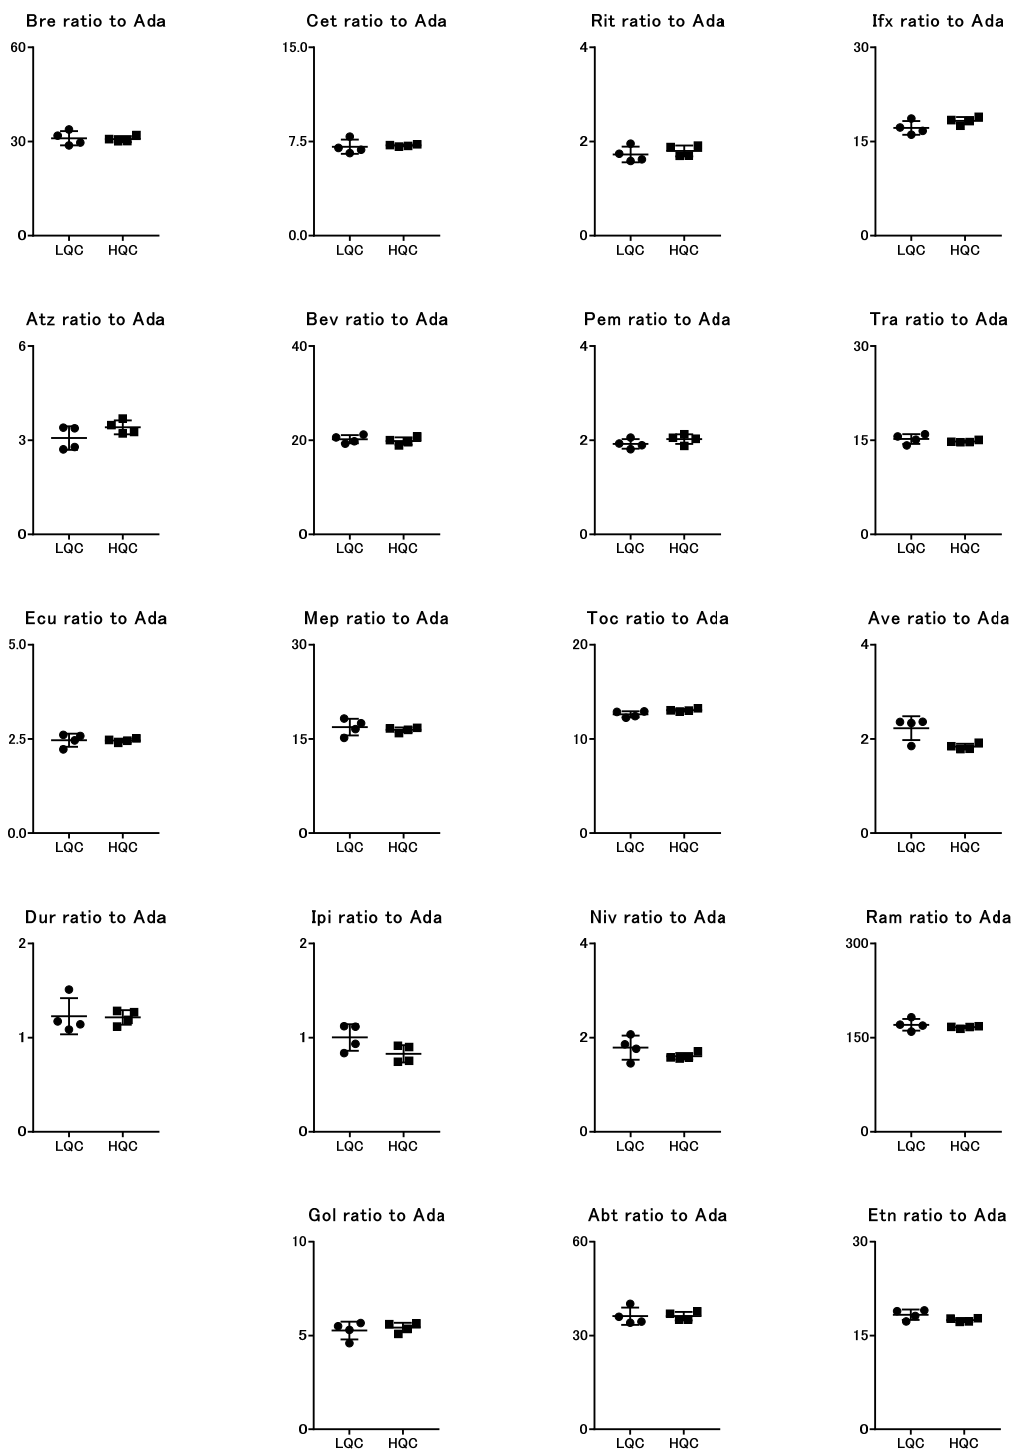 Bre ratio to Ada
60
30
0
LQC HQC
Cet ratio to Ada
15.0
7.5
0.0
LQC HQC
Rit ratio to Ada
4
2
0
LQC HQC
Ifx ratio to Ada
30
15
0
LQC HQC
Atz ratio to Ada
6
3
0
LQC HQC
Bev ratio to Ada
40
20
0
LQC HQC
Pem ratio to Ada
4
2
0
LQC HQC
Tra ratio to Ada
30
15
0
LQC HQC
Ecu ratio to Ada
5.0
2.5
0.0
LQC HQC
Mep ratio to Ada
30
15
0
LQC HQC
Toc ratio to Ada
20
10
0
LQC HQC
Ave ratio to Ada
4
2
0
LQC HQC
Dur ratio to Ada
2
1
0
LQC HQC
Ipi ratio to Ada
2
1
0
LQC HQC
Niv ratio to Ada
4
2
0
LQC HQC
Ram ratio to Ada
300
150
0
LQC HQC
Gol ratio to Ada
10
5
0
LQC HQC
Abt ratio to Ada
60
30
0
LQC HQC
Etn ratio to Ada
30
15
0
LQC HQC